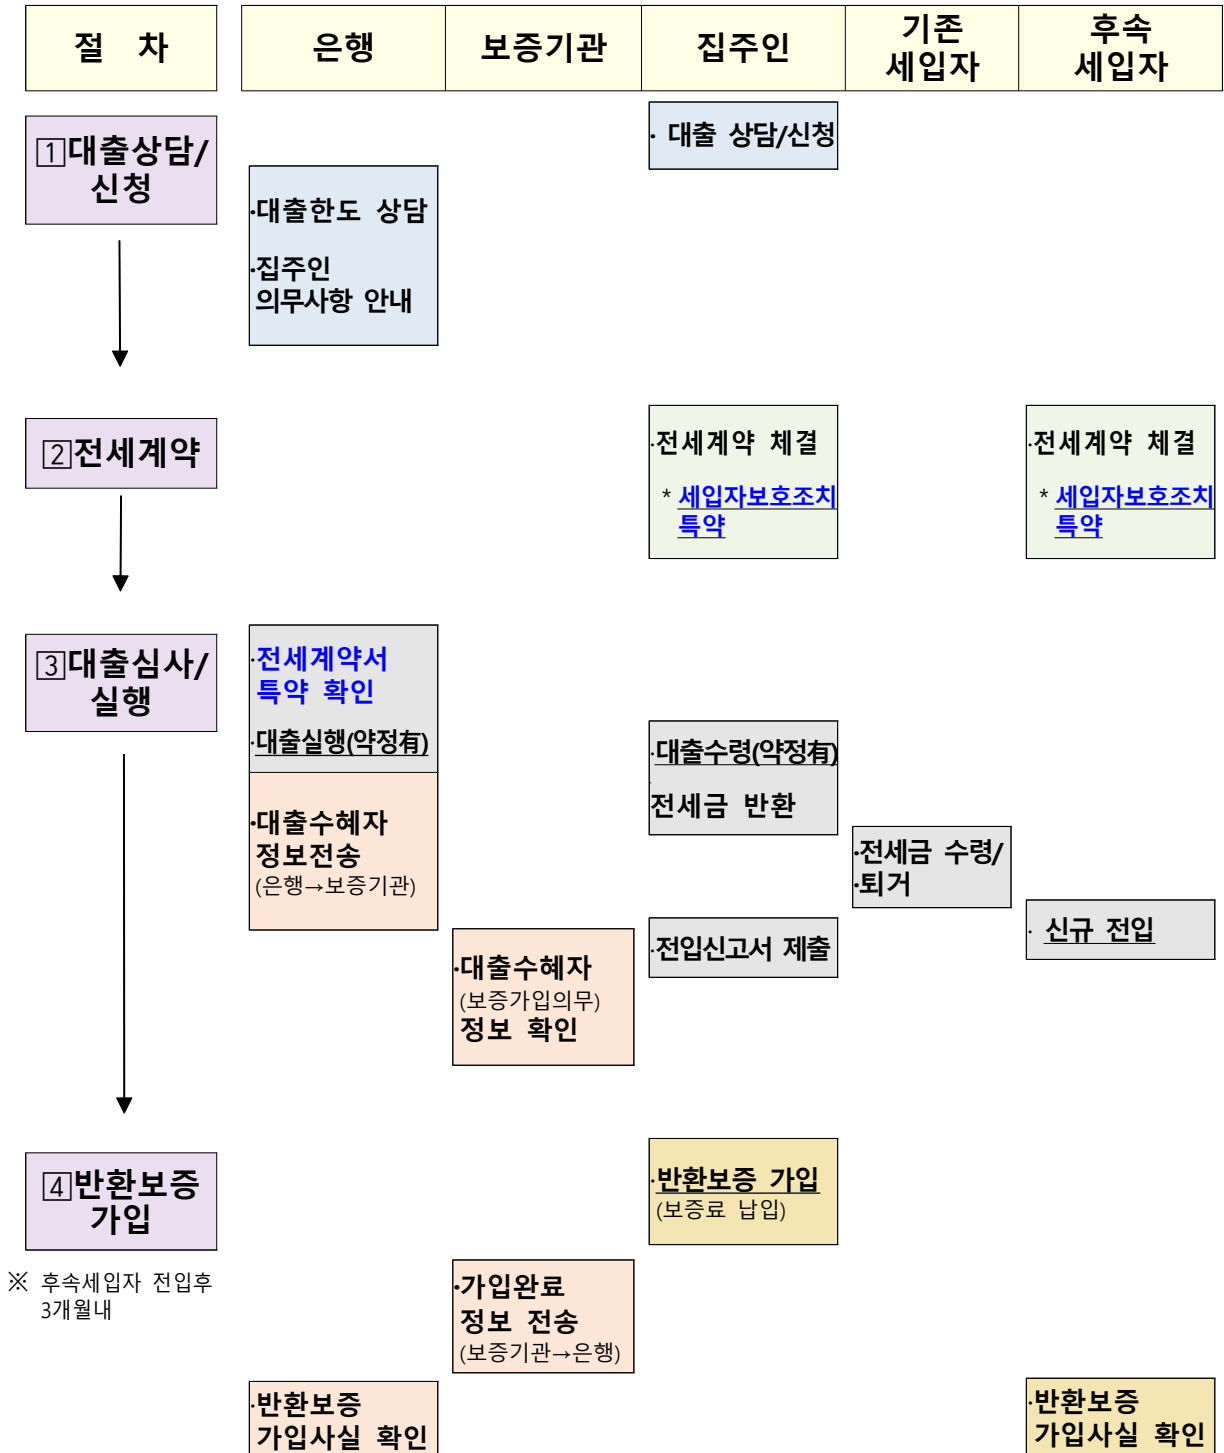 절 차
은행
보증기관
집주인
기존
세입자
후속
세입자
1대출상담/
신청
· 대출 상담/신청
·대출한도 상담
·집주인
의무사항 안내
2전세계약
·전세계약 체결
* 세입자보호조치
특약
·전세계약 체결
* 세입자보호조치
특약
3대출심사/
실행
·전세계약서
특약 확인
·대출실행(약정有)
·대출수혜자
정보전송
(은행→보증기관)
·대출수령(약정有)
·
전세금 반환
·전세금 수령/
·퇴거
· 신규 전입
·전입신고서 제출
·대출수혜자
(보증가입의무)
정보 확인
4반환보증
가입
※ 후속세입자 전입후
3개월내
·반환보증 가입
(보증료 납입)
·가입완료
정보 전송
(보증기관→은행)
·반환보증
가입사실 확인
·반환보증
가입사실 확인